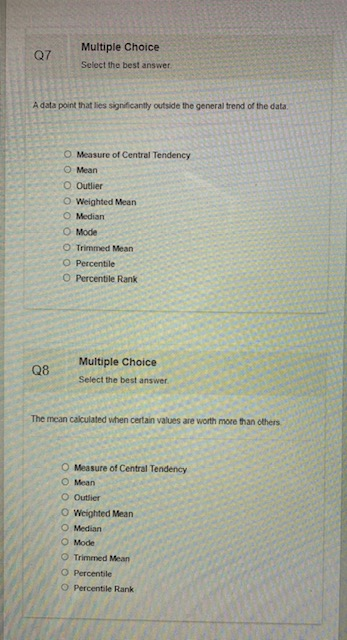 Q7
Multiple Choice
Select the best answer.
A data point that lies significantly outside the general trend of the data.
Measure of Central Tendency
Mean
Outlier
Weighted Mean
Median
Mode
Trimmed Mean
Percentile
Percentile Rank
Q8
Multiple Choice
Select the best answer.
The mean calculated when certain values are worth more than others.
Measure of Central Tendency
Mean
Outlier
Weighted Mean
Median
Mode
Trimmed Mean
Percentile
Percentile Rank